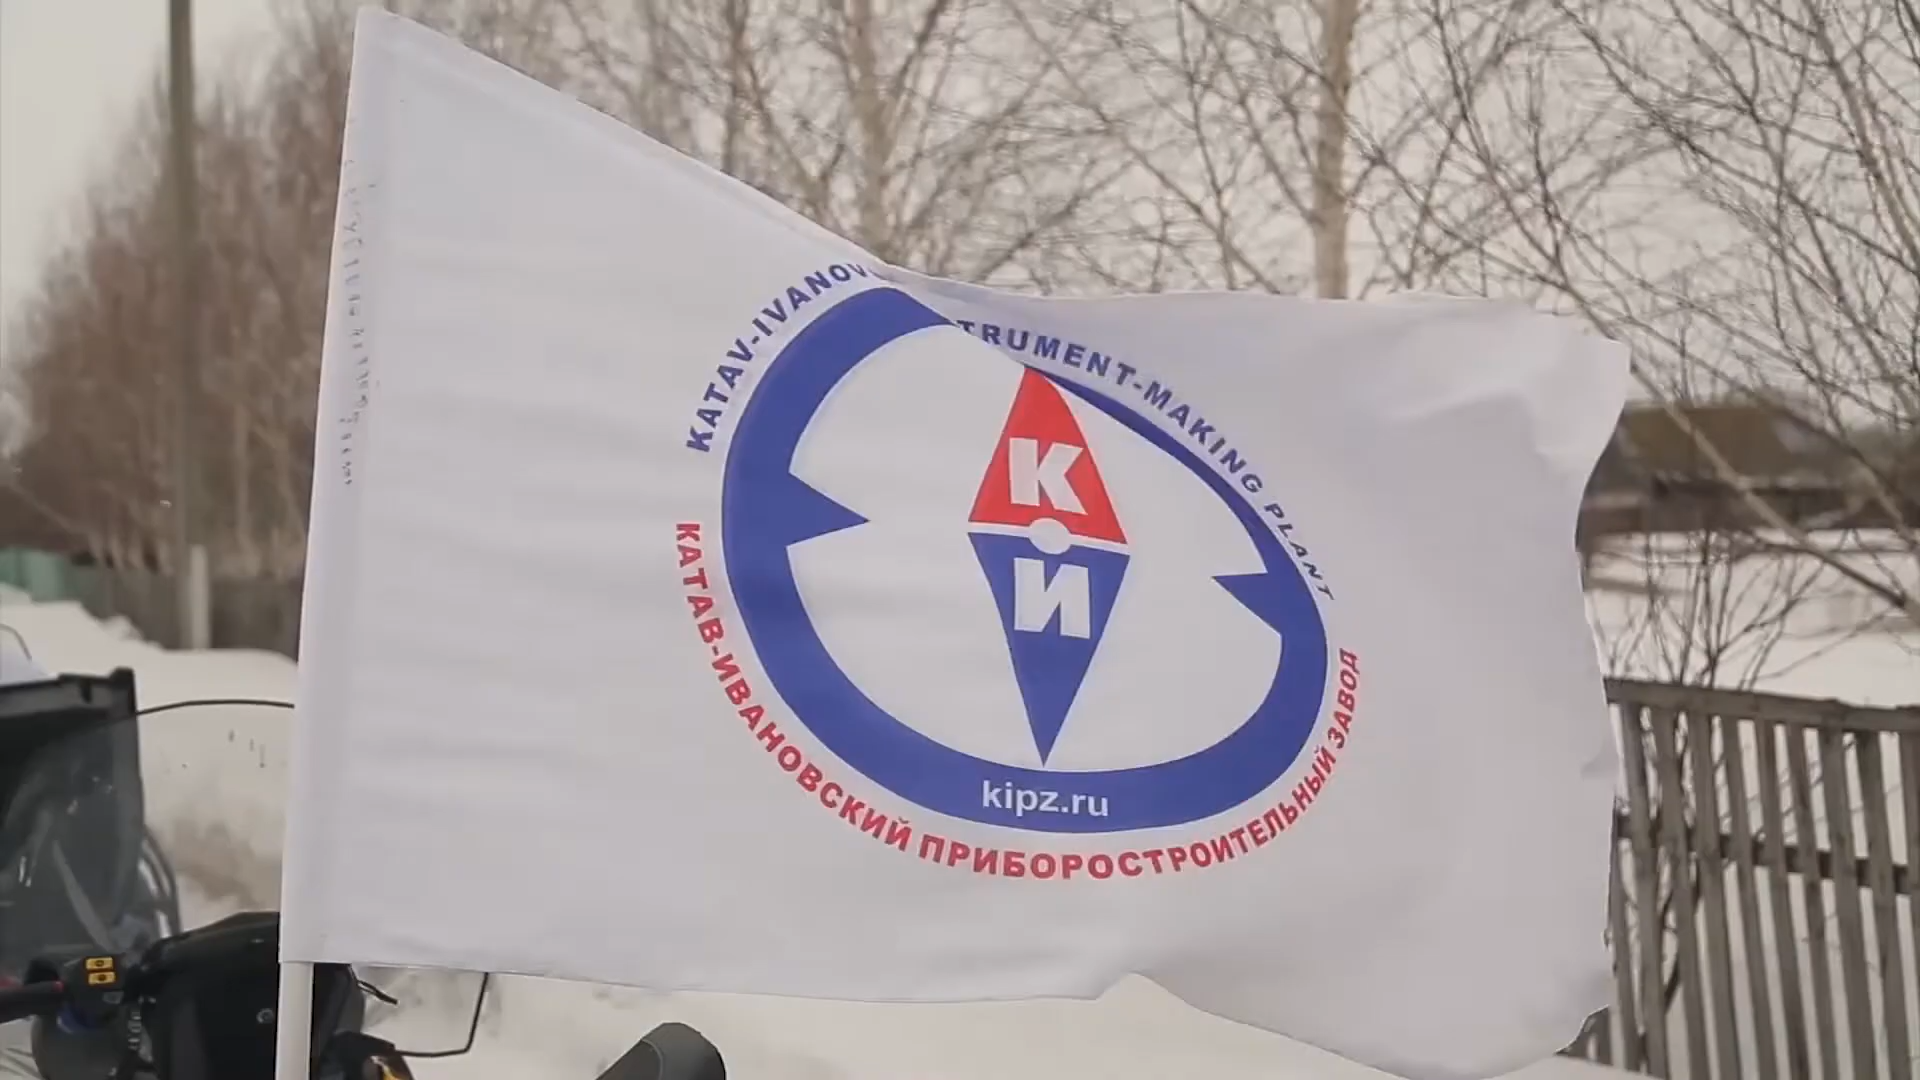 KATAV-IVANOV TRUMENT-MAKING PLANT
К
И
kipz.ru
КАТАВ-ИВАНОВСКИЙ ПРИБОРОСТРОИТЕЛЬНЫЙ ЗАВОД